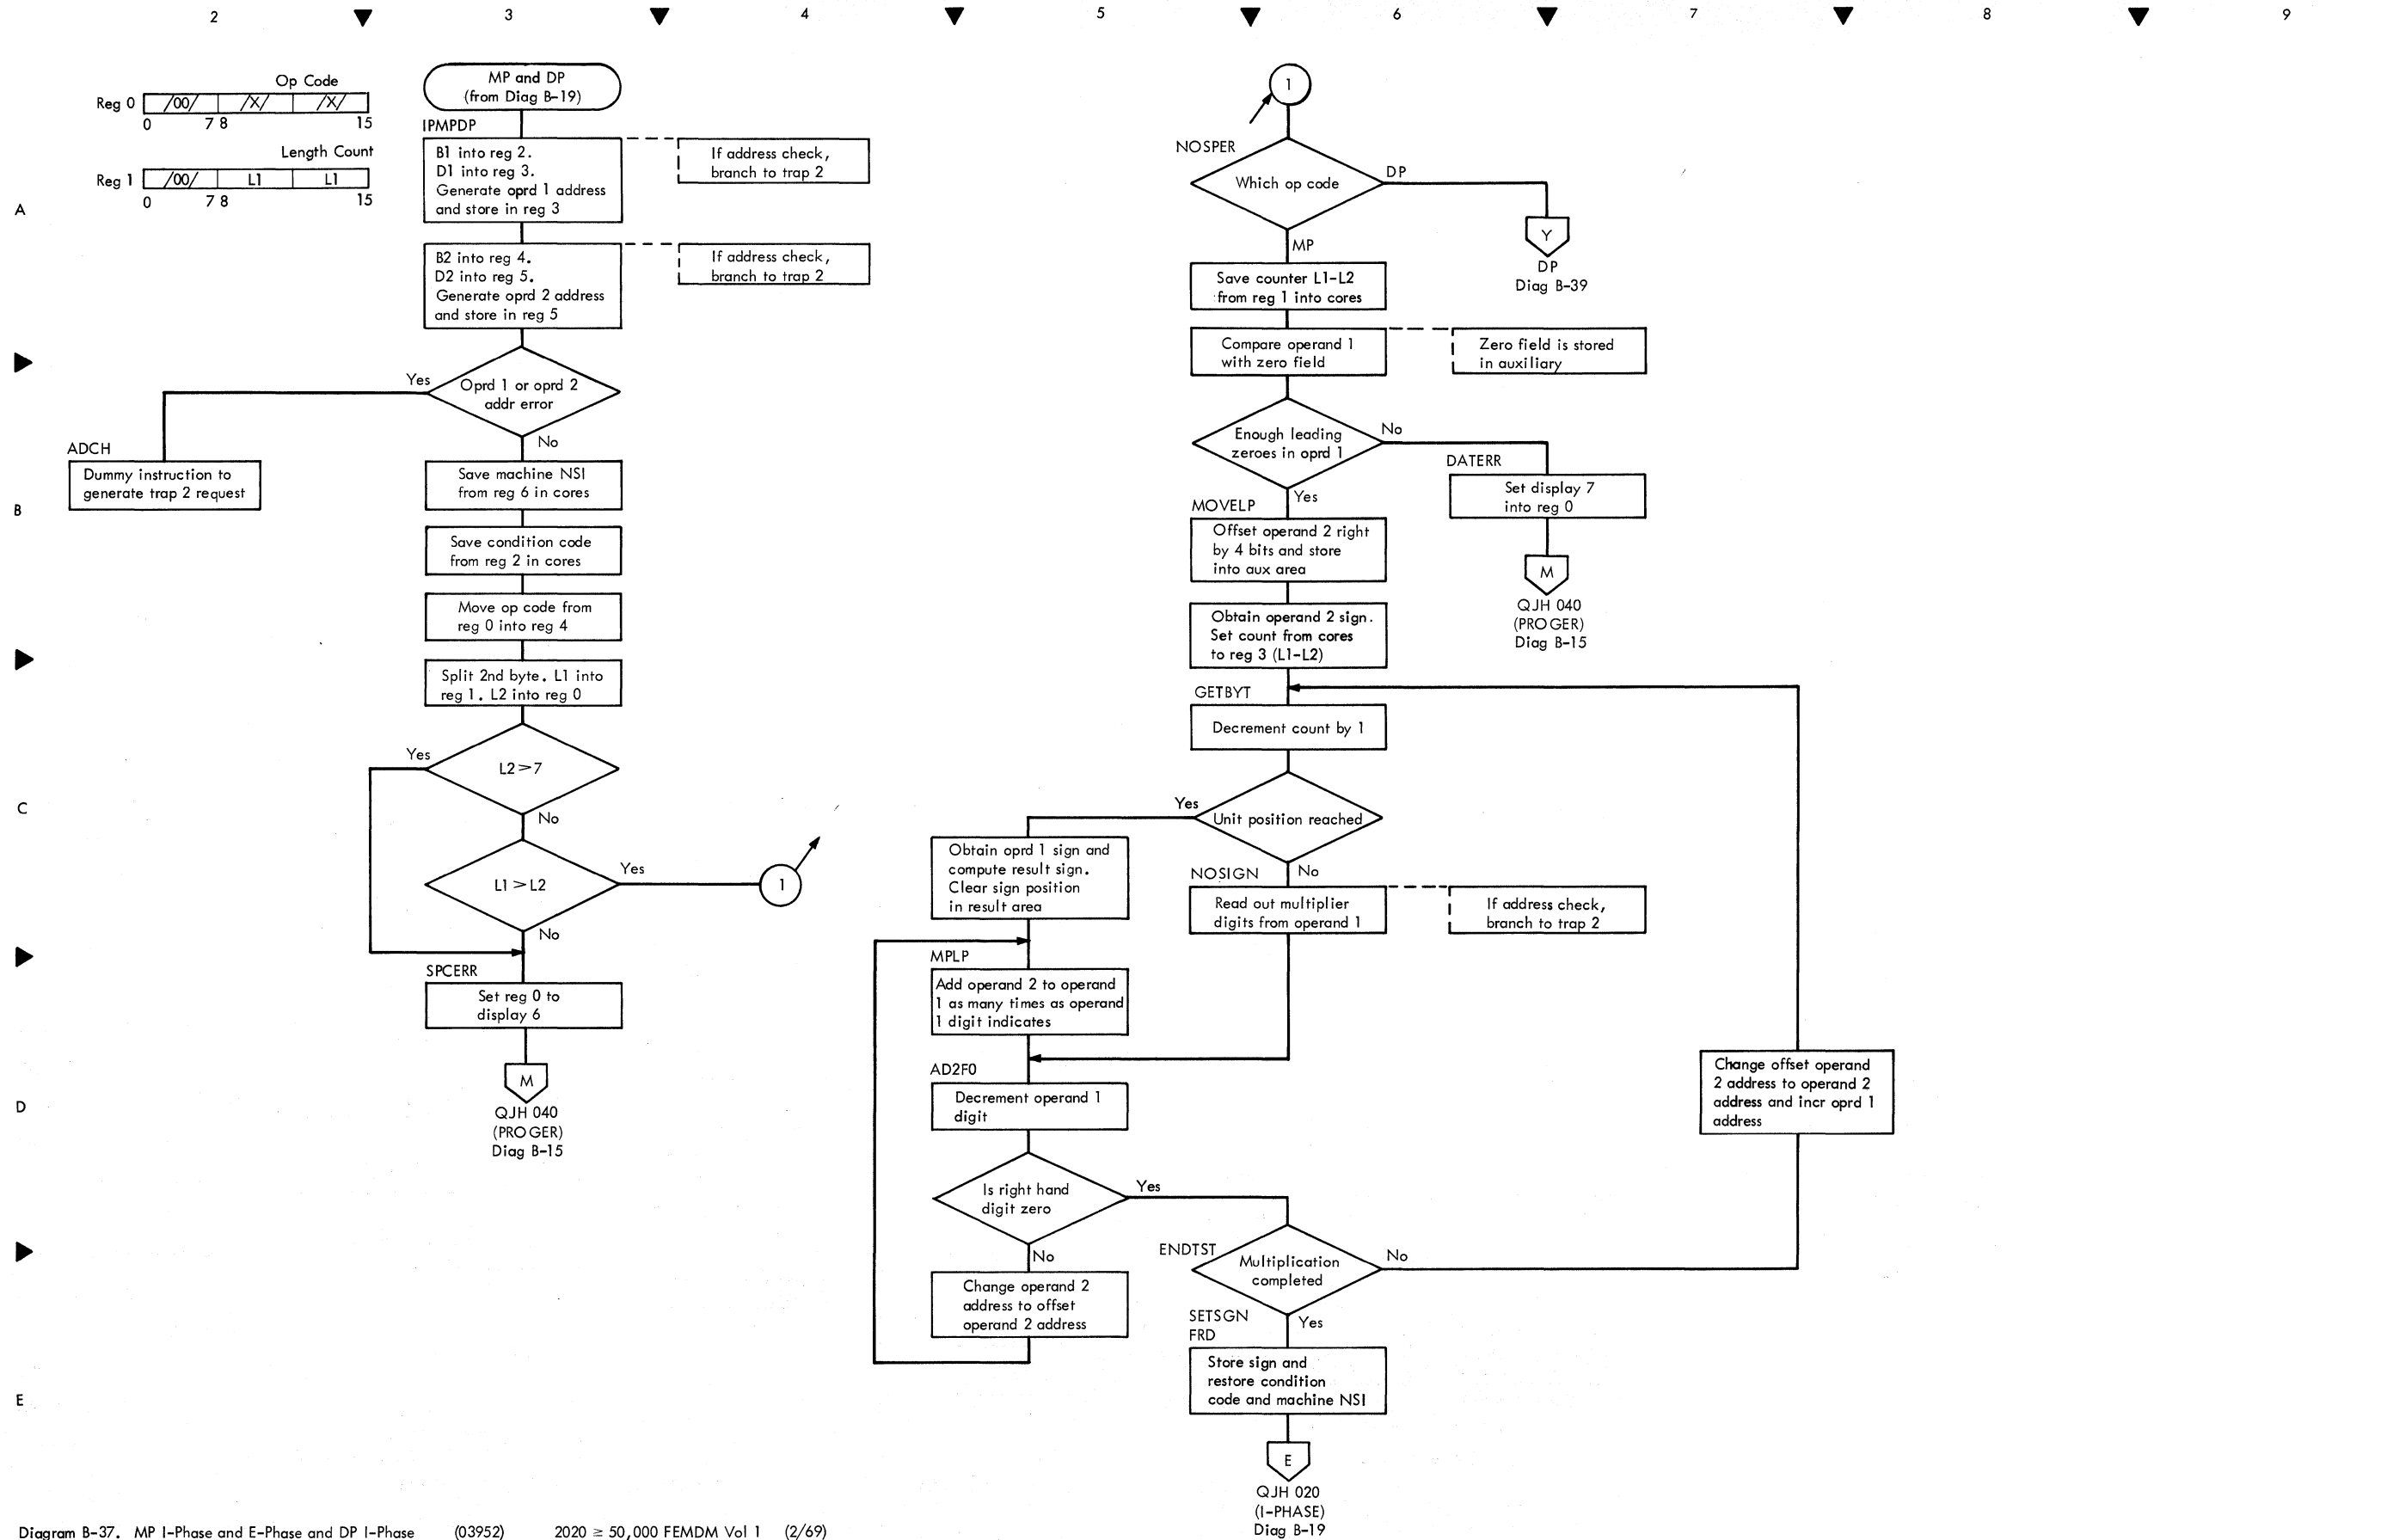 2 3 4 5 6 7 8 9
Op Code
Reg 0 /00/ /X/ /X/
0 7 8 15
Length Count
Reg 1 /00/ L1 L1
0 7 8 15
A
B
C
D
E
MP and DP
(from Diag B-19)
IPMPDP
B1 into reg 2.
D1 into reg 3.
Generate oprd 1 address
and store in reg 3
If address check,
branch to trap 2
B2 into reg 4.
D2 into reg 5.
Generate oprd 2 address
and store in reg 5
If address check,
branch to trap 2
Oprd 1 or oprd 2
addr error
Yes
No
ADCH
Dummy instruction to
generate trap 2 request
Save machine NSI
from reg 6 in cores
Save condition code
from reg 2 in cores
Move op code from
reg 0 into reg 4
Split 2nd byte. L1 into
reg 1. L2 into reg 0
L2 > 7
Yes
No
L1 > L2
Yes
1
No
SPCERR
Set reg 0 to
display 6
M
QJH 040
(PROGER)
Diag B-15
1
NOSPER
Which op code
DP
Y
DP
Diag B-39
MP
Save counter L1-L2
from reg 1 into cores
Compare operand 1
with zero field
Zero field is stored
in auxiliary
Enough leading
zeroes in oprd 1
No
DATERR
Set display 7
into reg 0
M
QJH 040
(PROGER)
Diag B-15
Yes
MOVELP
Offset operand 2 right
by 4 bits and store
into aux area
Obtain operand 2 sign.
Set count from cores
to reg 3 (L1-L2)
GETBYT
Decrement count by 1
Unit position reached
Yes
No
Obtain oprd 1 sign and
compute result sign.
Clear sign position
in result area
NOSIGN
Read out multiplier
digits from operand 1
If address check,
branch to trap 2
MPLP
Add operand 2 to operand
1 as many times as operand
1 digit indicates
AD2F0
Decrement operand 1
digit
Is right hand
digit zero
Yes
No
Change operand 2
address to offset
operand 2 address
ENDTST
Multiplication
completed
No
Change offset operand
2 address to operand 2
address and incr oprd 1
address
Yes
SETSGN
FRD
Store sign and
restore condition
code and machine NSI
E
QJH 020
(I-PHASE)
Diag B-19
Diagram B-37. MP I-Phase and E-Phase and DP I-Phase (03952) 2020 ≥ 50,000 FEMDM Vol 1 (2/69)